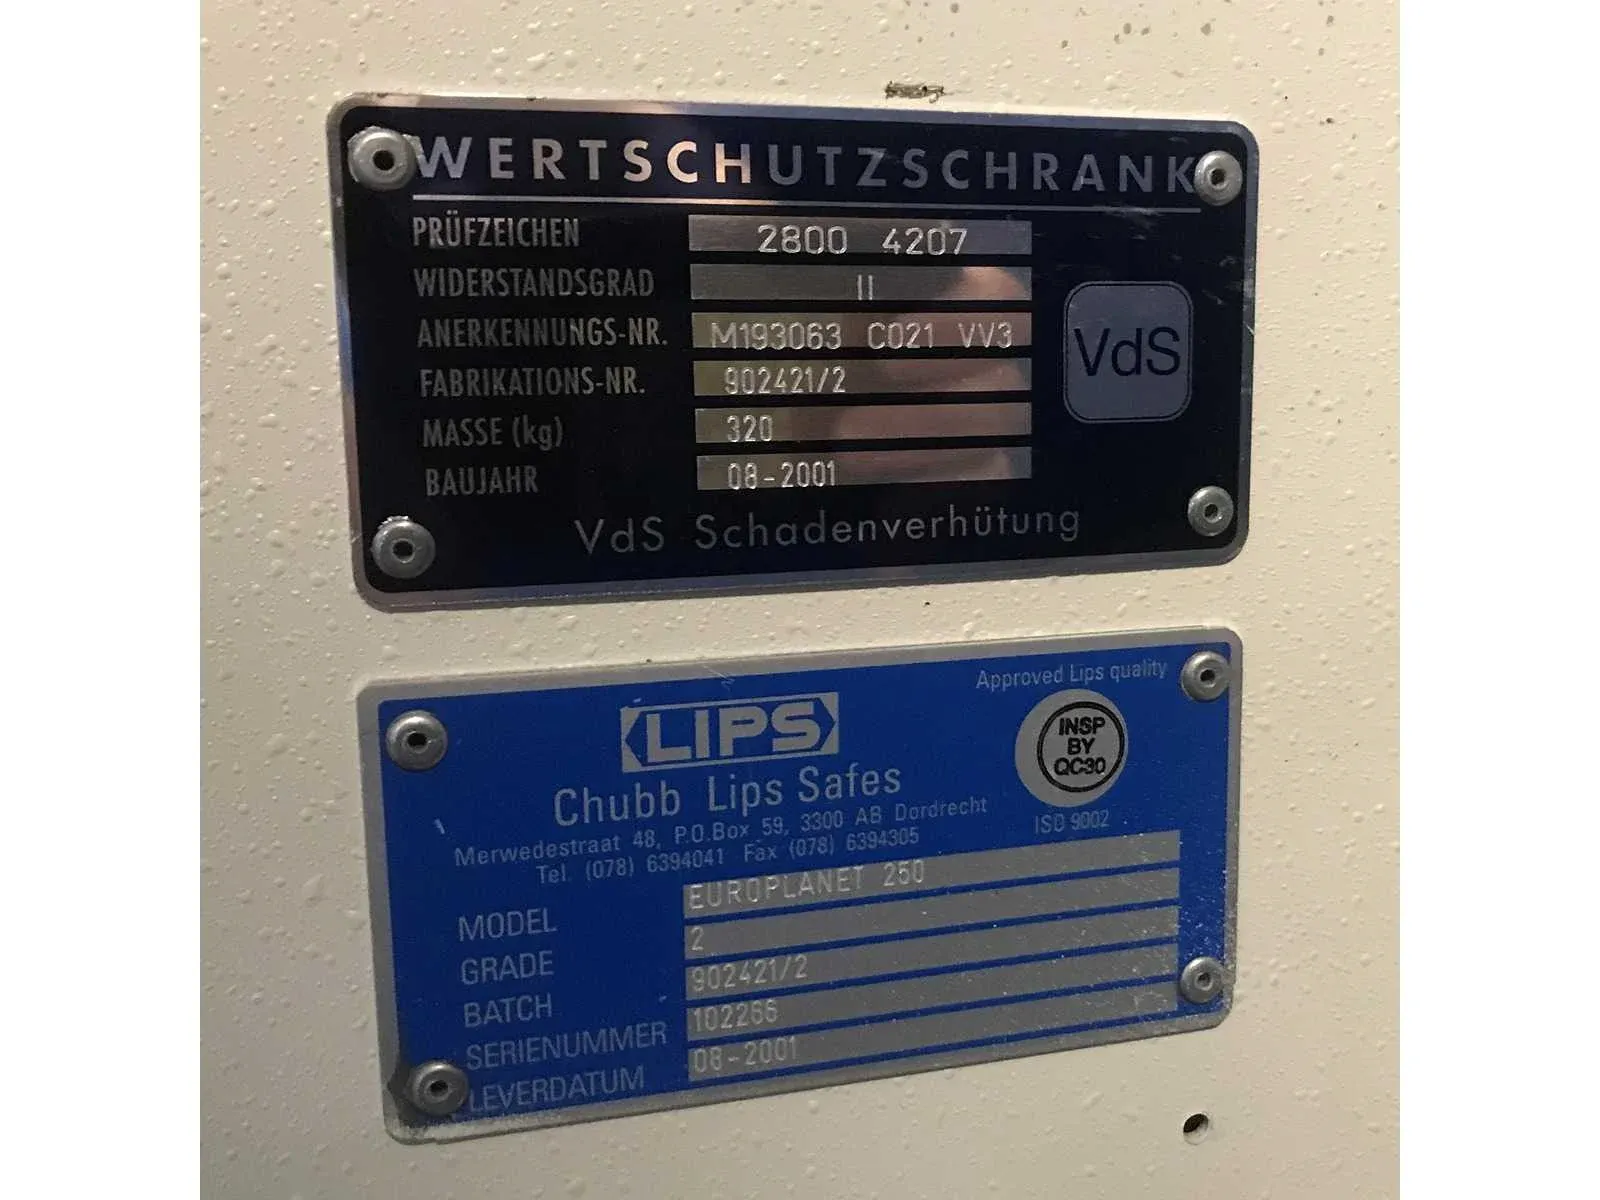 WERTSCHUTZSCHRANK
PRÜFZEICHEN 2800 4207
WIDERSTANDSGRAD II
ANERKENNUNGS-NR. M193063 C021 VV3
FABRIKATIONS-NR. 902421/2
MASSE (kg) 320
BAUJAHR 08-2001
VdS
VdS Schadenverhütung
Approved Lips quality
LIPS
INSP
BY
QC30
Chubb Lips Safes
ISO 9002
Merwedestraat 48, P.O.Box 59, 3300 AB Dordrecht
Tel. (078) 6394041 Fax (078) 6394305
MODEL EUROPLANET 250
GRADE 2
BATCH 902421/2
SERIENUMMER 102266
LEVERDATUM 08-2001